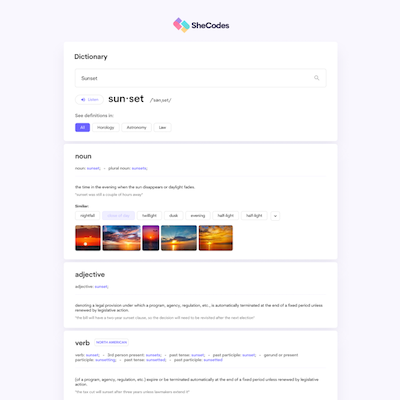 SheCodes
Dictionary
Sunset
Listen
sun·set
/ˈsənˌset/
See definitions in:
All
Horology
Astronomy
Law
noun
noun: sunset; • plural noun: sunsets;
the time in the evening when the sun disappears or daylight fades.
"sunset was still a couple of hours away"
Similar:
nightfall
close of day
twilight
dusk
evening
half-light
half light
adjective
adjective: sunset;
denoting a legal provision under which a program, agency, regulation, etc., is automatically terminated at the end of a fixed period unless
renewed by legislative action.
"the bill will have a two-year sunset clause, so the decision will need to be revisited after the next election"
verb
NORTH AMERICAN
verb: sunset; • 3rd person present: sunsets; • past tense: sunset; • past participle: sunset; • gerund or present
participle: sunsetting; • past tense: sunsetted; • past participle: sunsetted;
(of a program, agency, regulation, etc.) expire or be terminated automatically at the end of a fixed period unless renewed by legislative
action.
"the tax cut will sunset after three years unless lawmakers extend it"